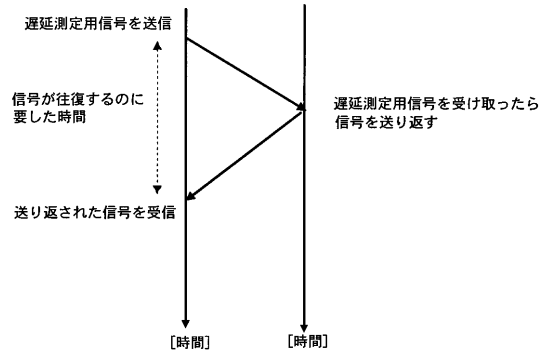 遅延測定用信号を送信
信号が往復するのに
要した時間
遅延測定用信号を受け取ったら
信号を送り返す
送り返された信号を受信
[時間]
[時間]